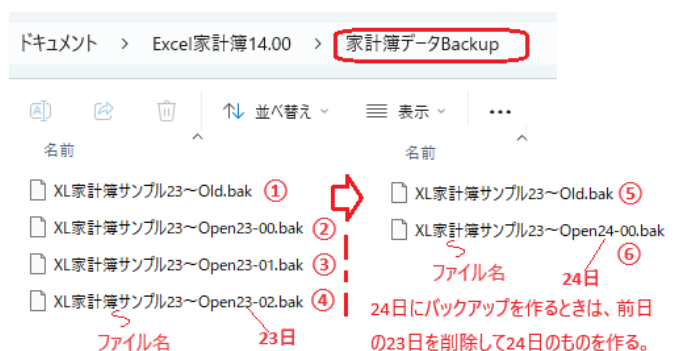 ドキュメント > Excel家計簿14.00 > 家計簿データBackup
並べ替え 表示 ...
名前
XL家計簿サンプル23～Old.bak ①
XL家計簿サンプル23～Open23-00.bak ②
XL家計簿サンプル23～Open23-01.bak ③
XL家計簿サンプル23～Open23-02.bak ④
ファイル名 23日
名前
XL家計簿サンプル23～Old.bak ⑤
XL家計簿サンプル23～Open24-00.bak
⑥
ファイル名 24日
24日にバックアップを作るときは、前日
の23日を削除して24日のものを作る。